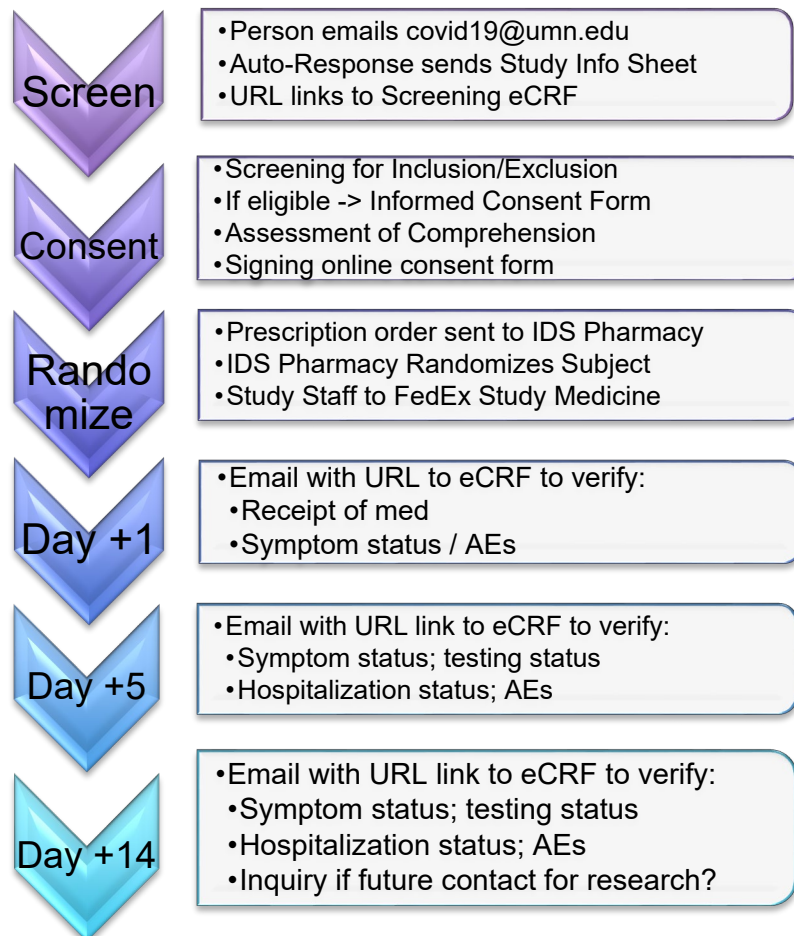 Screen
•Person emails covid19@umn.edu
•Auto-Response sends Study Info Sheet
•URL links to Screening eCRF
Consent
•Screening for Inclusion/Exclusion
•If eligible -> Informed Consent Form
•Assessment of Comprehension
•Signing online consent form
Rando
mize
•Prescription order sent to IDS Pharmacy
•IDS Pharmacy Randomizes Subject
•Study Staff to FedEx Study Medicine
Day +1
•Email with URL to eCRF to verify:
•Receipt of med
•Symptom status / AEs
Day +5
•Email with URL link to eCRF to verify:
•Symptom status; testing status
•Hospitalization status; AEs
Day +14
•Email with URL link to eCRF to verify:
•Symptom status; testing status
•Hospitalization status; AEs
•Inquiry if future contact for research?